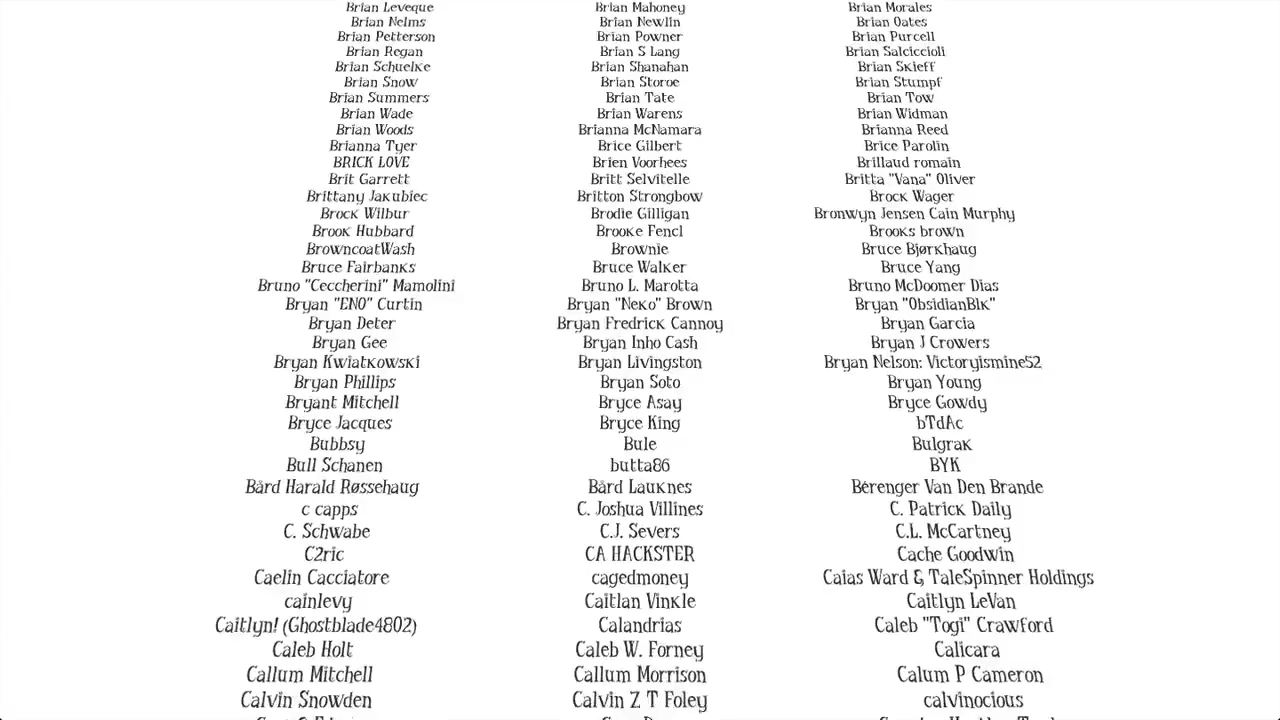 Brian Leveque Brian Mahoney Brian Morales
Brian Nelms Brian Newlin Brian Oates
Brian Petterson Brian Powner Brian Purcell
Brian Regan Brian S Lang Brian Salciccioli
Brian Schuelke Brian Shanahan Brian Skieff
Brian Snow Brian Storoe Brian Stumpf
Brian Summers Brian Tate Brian Tow
Brian Wade Brian Warens Brian Widman
Brian Woods Brianna McNamara Brianna Reed
Brianna Tyer Brice Gilbert Brice Parolin
BRICK LOVE Brien Voorhees Brillaud romain
Brit Garrett Britt Selvitelle Britta "Vana" Oliver
Brittany Jakubiec Britton Strongbow Brock Wager
Brock Wilbur Brodie Gilligan Bronwyn Jensen Cain Murphy
Brook Hubbard Brooke Fencl Brooks brown
BrowncoatWash Brownie Bruce Bjørkhaug
Bruce Fairbanks Bruce Walker Bruce Yang
Bruno "Ceccherini" Mamolini Bruno L. Marotta Bruno McDoomer Dias
Bryan "ENO" Curtin Bryan "Neko" Brown Bryan "ObsidianBlk"
Bryan Deter Bryan Fredrick Cannoy Bryan Garcia
Bryan Gee Bryan Inho Cash Bryan J Crowers
Bryan Kwiatkowski Bryan Livingston Bryan Nelson: Victoryismine52
Bryan Phillips Bryan Soto Bryan Young
Bryant Mitchell Bryce Asay Bryce Gowdy
Bryce Jacques Bryce King bTdAc
Bubbsy Bule Bulgrak
Bull Schanen butta86 BYK
Bård Harald Røssehaug Bård Lauknes Bérenger Van Den Brande
c capps C. Joshua Villines C. Patrick Daily
C. Schwabe C.J. Severs C.L. McCartney
C2ric CA HACKSTER Cache Goodwin
Caelin Cacciatore cagedmoney Caias Ward & TaleSpinner Holdings
cainlevy Caitlan Vinkle Caitlyn LeVan
Caitlyn! (Ghostblade4802) Calandrias Caleb "Togi" Crawford
Caleb Holt Caleb W. Forney Calicara
Callum Mitchell Callum Morrison Calum P Cameron
Calvin Snowden Calvin Z T Foley calvinocious